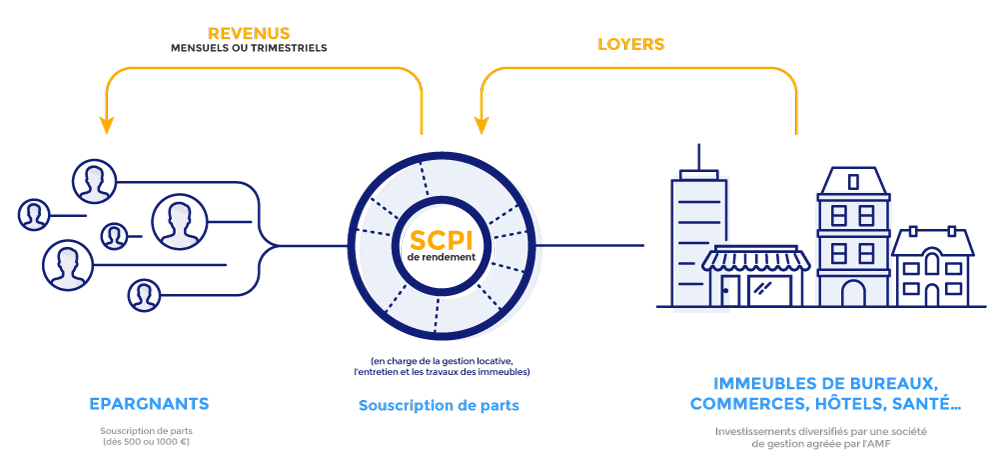 REVENUS
MENSUELS OU TRIMESTRIELS
LOYERS
SCPI
de rendement
(en charge de la gestion locative,
l'entretien et les travaux des immeubles)
EPARGNANTS
Souscription de parts
(dès 500 ou 1000 €)
Souscription de parts
IMMEUBLES DE BUREAUX,
COMMERCES, HÔTELS, SANTÉ...
Investissements diversifiés par une société
de gestion agréée par l'AMF